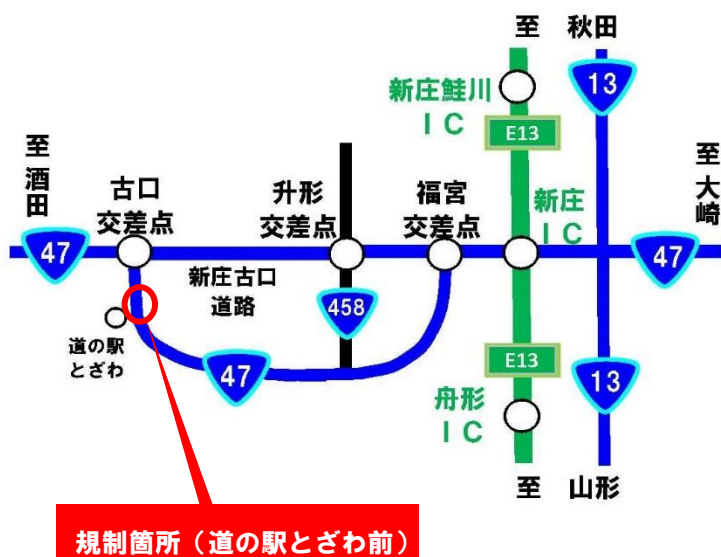 至 秋田
13
新庄鮭川
ＩＣ
E13
至 酒田
古口
交差点
升形
交差点
福宮
交差点
新庄
ＩＣ
至 大崎
47
新庄古口
道路
47
458
道の駅
とざわ
47
E13
13
舟形
ＩＣ
至 山形
規制箇所（道の駅とざわ前）